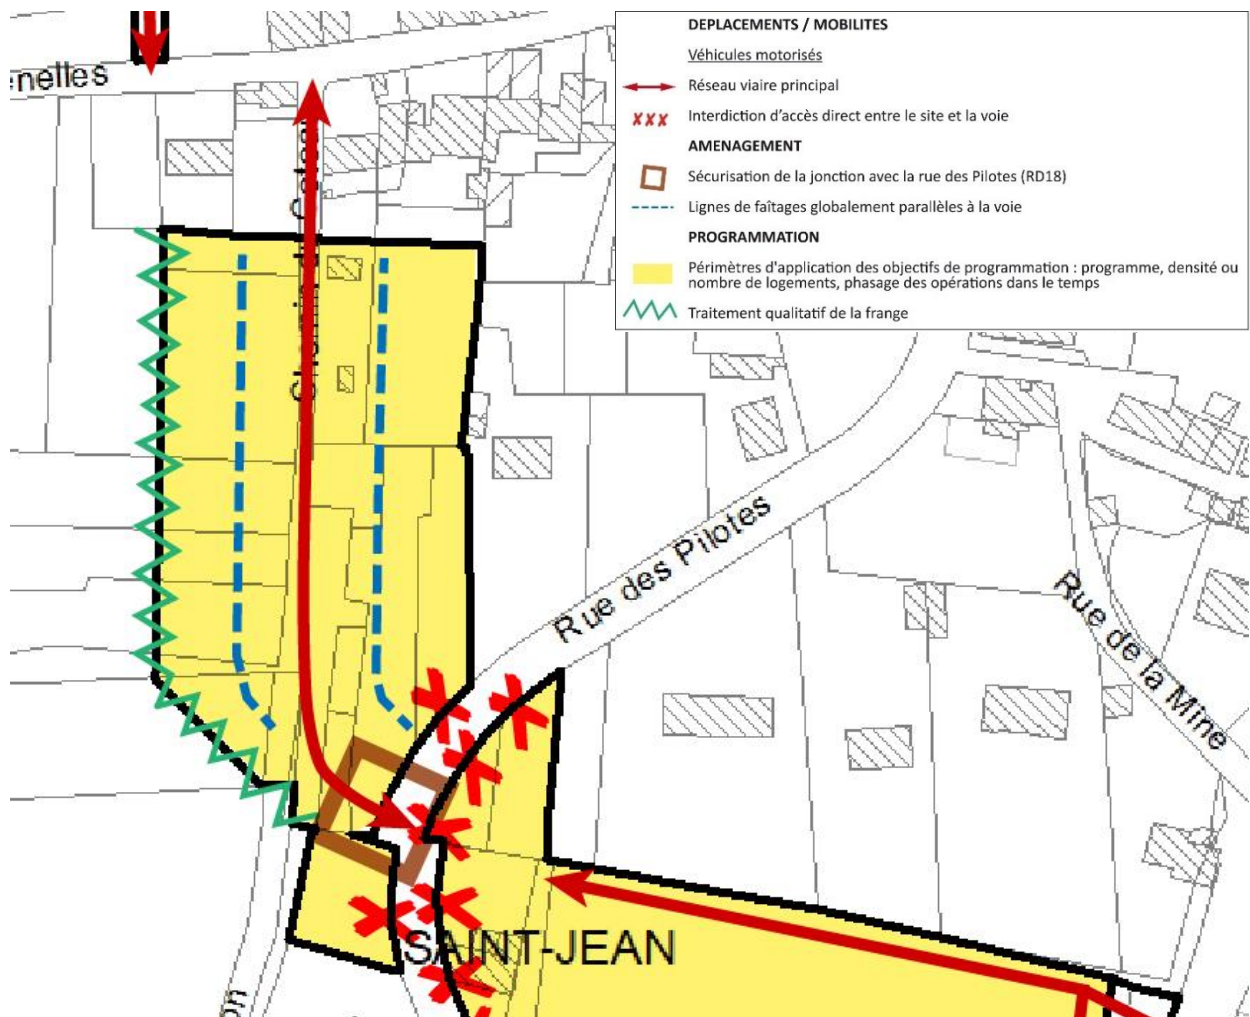 DEPLACEMENTS / MOBILITES
Véhicules motorisés
Réseau viaire principal
Interdiction d'accès direct entre le site et la voie
AMENAGEMENT
Sécurisation de la jonction avec la rue des Pilotes (RD18)
Lignes de faîtages globalement parallèles à la voie
PROGRAMMATION
Périmètres d'application des objectifs de programmation : programme, densité ou
nombre de logements, phasage des opérations dans le temps
Traitement qualitatif de la frange
nelles
Rue des Pilotes
Rue de la Mine
SAINT-JEAN
on